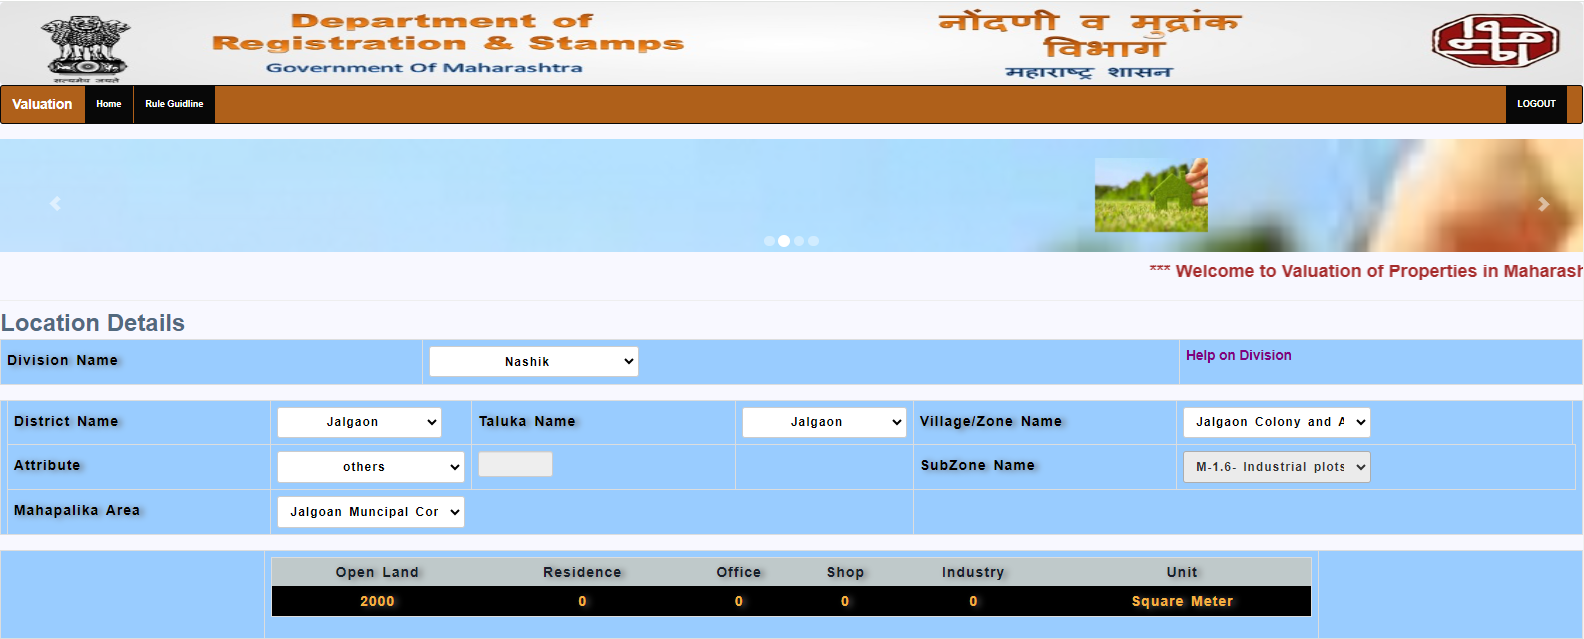 Department of
Registration & Stamps
Government Of Maharashtra
सत्यमेव जयते
नोंदणी व मुद्रांक
विभाग
महाराष्ट्र शासन
Valuation Home Rule Guidline LOGOUT
*** Welcome to Valuation of Properties in Maharash
Location Details
Division Name Nashik Help on Division
District Name Jalgaon Taluka Name Jalgaon Village/Zone Name Jalgaon Colony and A
Attribute others SubZone Name M-1.6- Industrial plots
Mahapalika Area Jalgoan Muncipal Cor
Open Land Residence Office Shop Industry Unit
2000 0 0 0 0 Square Meter